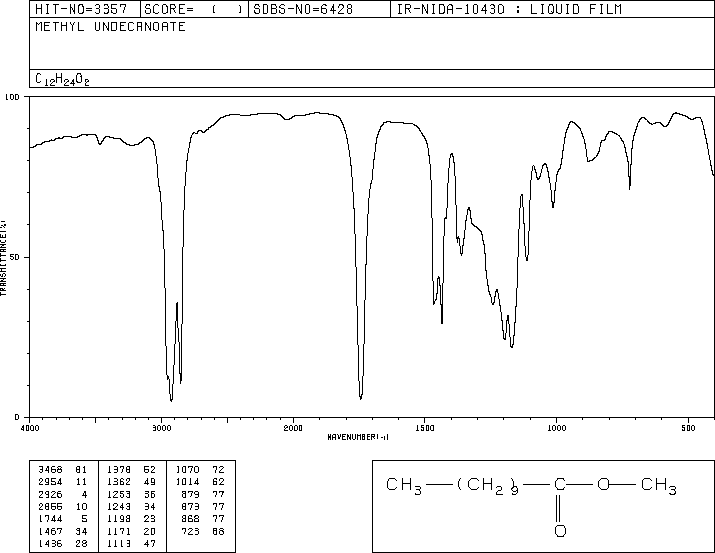 HIT-NO=3357 SCORE= ( ) SDBS-NO=6428 IR-NIDA-10430 : LIQUID FILM
METHYL UNDECANOATE
C12H24O2
100
50
0
TRANSMITTANCE(%)
4000 3000 2000 1500 1000 500
WAVENUMBER(-1)
3468 81 1378 52 1070 72
2954 11 1362 49 1014 62
2926 4 1253 36 879 77
2855 10 1243 34 873 77
1744 5 1198 23 868 77
1467 34 1171 20 723 68
1436 28 1113 47
CH3—(CH2)9—C—O—CH3
O